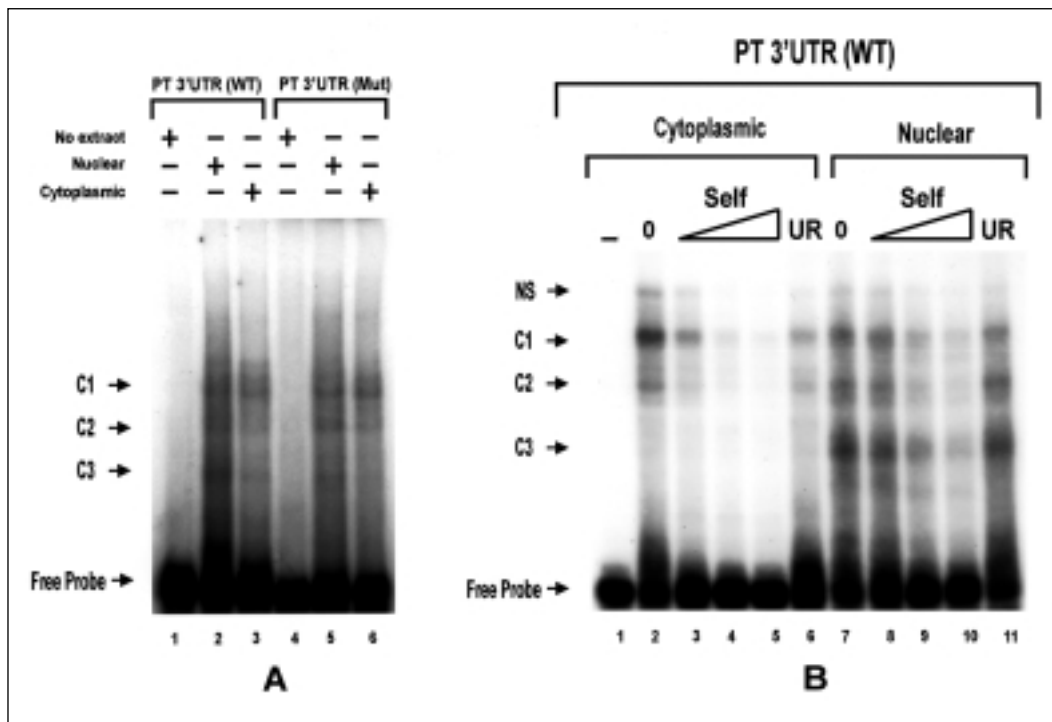 PT 3'UTR (WT) PT 3'UTR (Mut)
No extraot + − − + − −
Nuclear − + − − + −
Cytoplasmic − − + − − +
C1
C2
C3
Free Probe
1 2 3 4 5 6
A
PT 3'UTR (WT)
Cytoplasmic Nuclear
Self Self
– 0 UR 0 UR
NS
C1
C2
C3
Free Probe
1 2 3 4 5 6 7 8 9 10 11
B